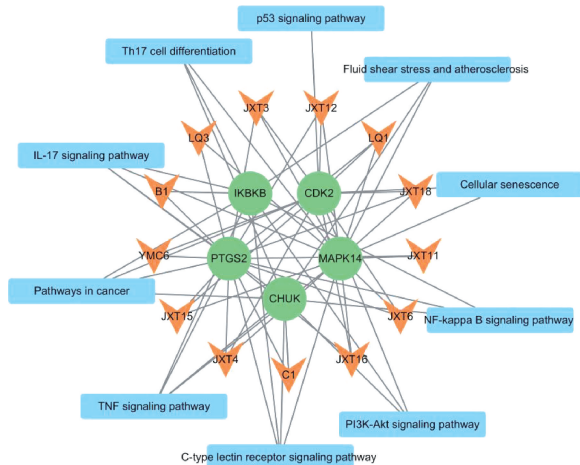 p53 signaling pathway
Th17 cell differentiation
Fluid shear stress and atherosclerosis
JXT3
JXT12
LQ3
LQ1
IL-17 signaling pathway
B1
IKBKB
CDK2
JXT18
Cellular senescence
YMC6
PTGS2
MAPK14
JXT11
Pathways in cancer
CHUK
JXT15
JXT6
NF-kappa B signaling pathway
JXT4
C1
JXT16
TNF signaling pathway
PI3K-Akt signaling pathway
C-type lectin receptor signaling pathway